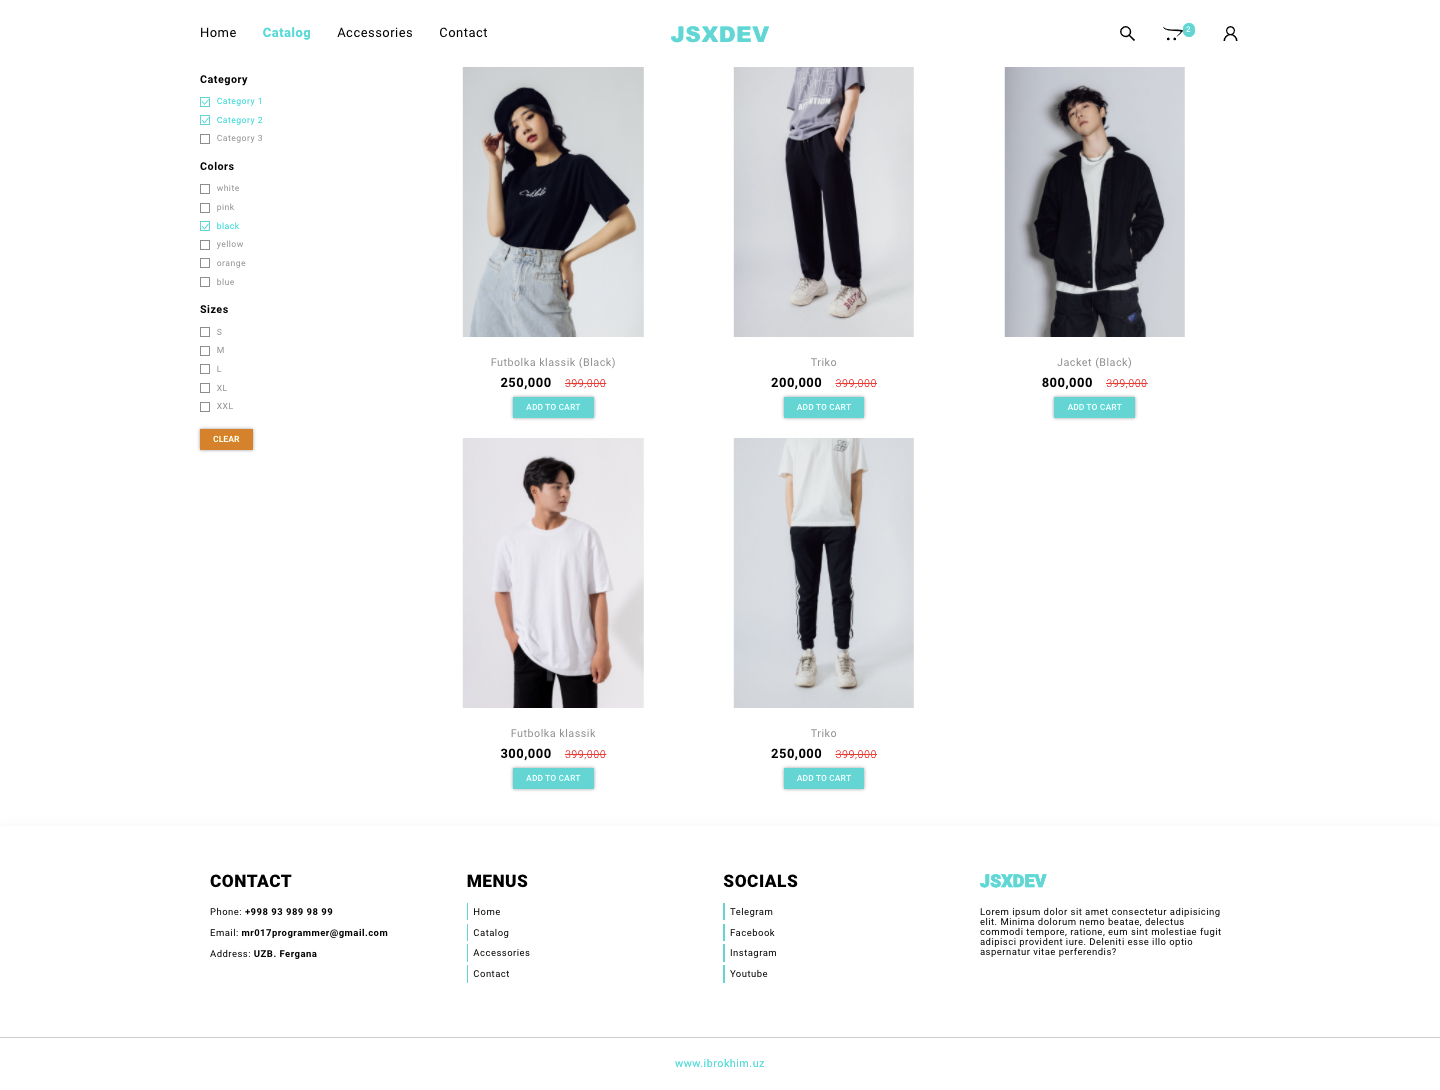 Home
Catalog
Accessories
Contact
JSXDEV
2
Category
Category 1
Category 2
Category 3
Colors
white
pink
black
yellow
orange
blue
Sizes
S
M
L
XL
XXL
CLEAR
Futbolka klassik (Black)
250,000 399,000
ADD TO CART
Triko
200,000 399,000
ADD TO CART
Jacket (Black)
800,000 399,000
ADD TO CART
Futbolka klassik
300,000 399,000
ADD TO CART
Triko
250,000 399,000
ADD TO CART
CONTACT
Phone: +998 93 989 98 99
Email: mr017programmer@gmail.com
Address: UZB. Fergana
MENUS
Home
Catalog
Accessories
Contact
SOCIALS
Telegram
Facebook
Instagram
Youtube
JSXDEV
Lorem ipsum dolor sit amet consectetur adipisicing
elit. Minima dolorum nemo beatae, delectus
commodi tempore, ratione, eum sint molestiae fugit
adipisci provident iure. Deleniti esse illo optio
aspernatur vitae perferendis?
www.ibrokhim.uz